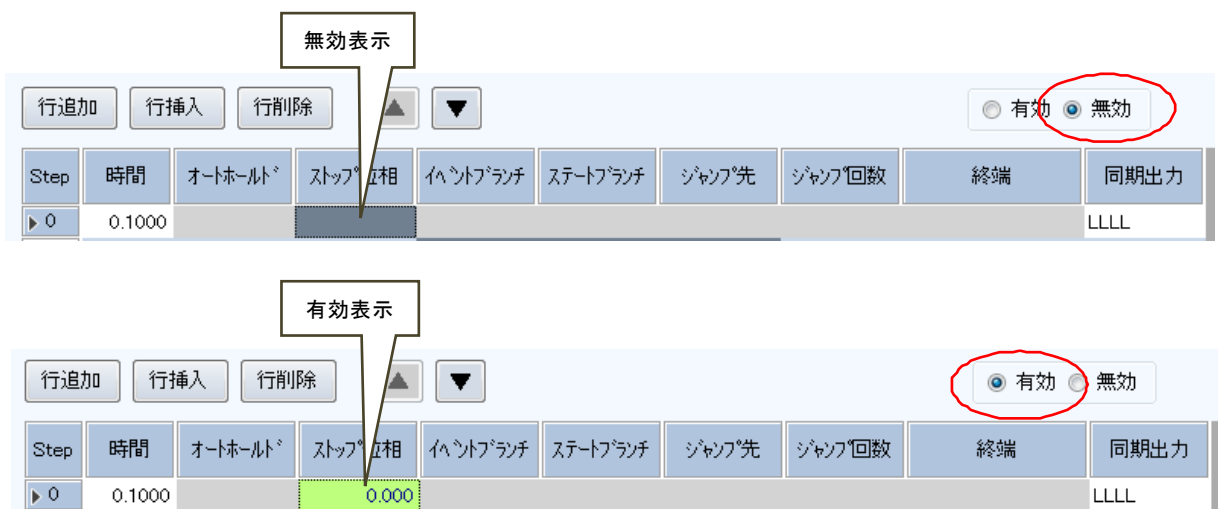 無効表示
行追加 行挿入 行削除 ▲ ▼ 有効 無効
Step 時間 オートホールド ストップ位相 イベントブランチ ステートブランチ ジャンプ先 ジャンプ回数 終端 同期出力
0 0.1000 LLLL
有効表示
行追加 行挿入 行削除 ▲ ▼ 有効 無効
Step 時間 オートホールド ストップ位相 イベントブランチ ステートブランチ ジャンプ先 ジャンプ回数 終端 同期出力
0 0.1000 0.000 LLLL